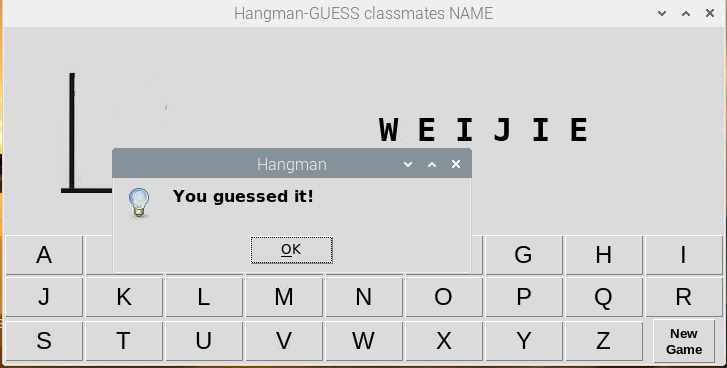 Hangman-GUESS classmates NAME
W E I J I E
Hangman
You guessed it!
OK
A G H I
J K L M N O P Q R
S T U V W X Y Z
New
Game